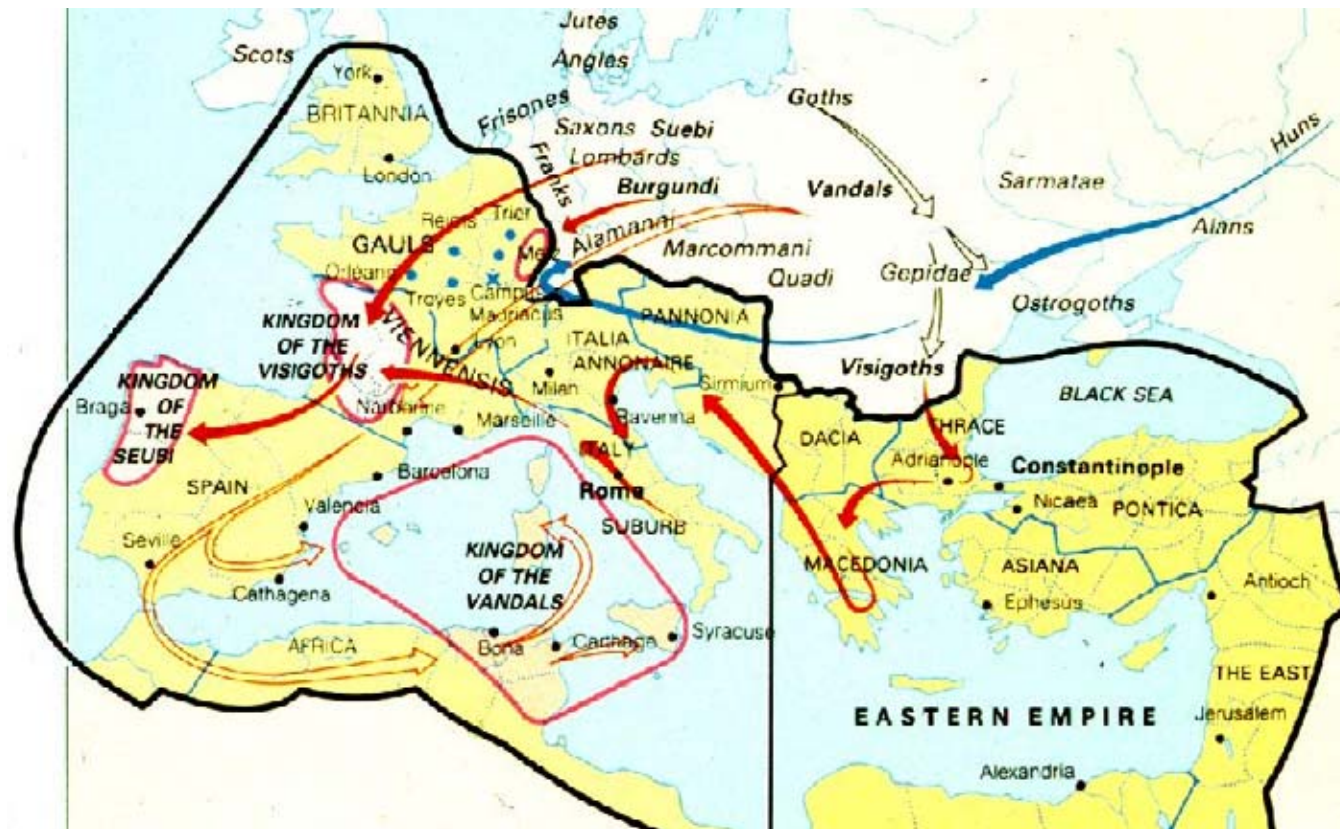 Jutes
Scots
Angles
York
BRITANNIA
London
Frisones
Saxons
Suebi
Lombards
Franks
Burgundi
Goths
Vandals
Huns
Sarmatae
Alans
Alamanni
Marcommani
Quadi
Gepidae
Ostrogoths
Visigoths
Reims
Trier
Metz
GAULS
Orléans
Troyes
Campus
Mauriacus
KINGDOM
OF THE
VISIGOTHS
VIENNENSIS
Lyon
PANNONIA
ITALIA
ANNONAIRE
Milan
Sirmium
Ravenna
Narbonne
Marseille
ITALY
Roma
SUBURB
KINGDOM
OF
THE
SEUBI
Braga
SPAIN
Barcelona
Valencia
Seville
Cathagena
AFRICA
KINGDOM
OF THE
VANDALS
Bona
Cachage
Syracuse
DACIA
THRACE
Adrianople
BLACK SEA
Constantinople
Nicaea
PONTICA
MACEDONIA
ASIANA
Ephesus
Antioch
THE EAST
EASTERN EMPIRE
Jerusalem
Alexandria